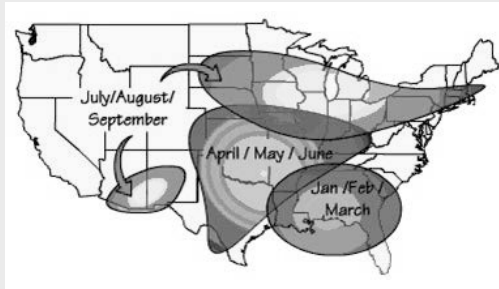 July/August/
September
April / May / June
Jan /Feb /
March